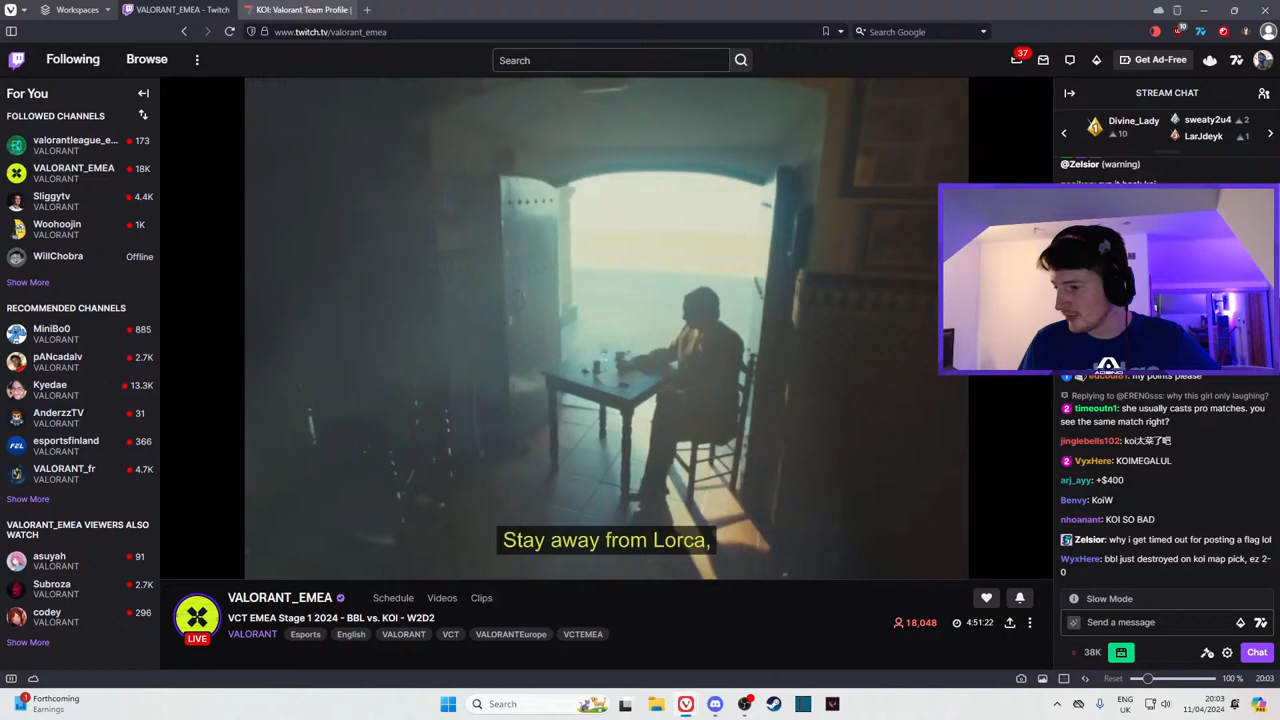 Workspaces
VALORANT_EMEA - Twitch
KOI: Valorant Team Profile |
www.twitch.tv/valorant_emea
10
Search Google
Following
Browse
Search
37
Get Ad-Free
For You
FOLLOWED CHANNELS
valorantleague_e...
173
VALORANT
VALORANT_EMEA
18K
VALORANT
Sliggytv
4.4K
VALORANT
Woohoojin
1K
VALORANT
WillChobra
Offline
Show More
RECOMMENDED CHANNELS
MiniBo0
885
VALORANT
pANcadaIv
2.7K
VALORANT
Kyedae
13.3K
VALORANT
AnderzzTV
31
VALORANT
esportsfinland
366
VALORANT
VALORANT_fr
4.7K
VALORANT
Show More
VALORANT_EMEA VIEWERS ALSO
WATCH
asuyah
91
VALORANT
Subroza
2.7K
VALORANT
codey
296
VALORANT
Show More
Stay away from Lorca,
VALORANT_EMEA
Schedule
Videos
Clips
VCT EMEA Stage 1 2024 - BBL vs. KOI - W2D2
VALORANT
Esports
English
VALORANT
VCT
VALORANTEurope
VCTEMEA
LIVE
18,048
4:51:22
STREAM CHAT
1
Divine_Lady
10
sweaty2u4 2
LarJdeyk 1
@Zelsior (warning)
my points please
Replying to @EREN0sss: why this girl only laughing?
timeoutn1: she usually casts pro matches. you
see the same match right?
jinglebells102: koi太菜了吧
VyxHere: KOIMEGALUL
arj_ayy: +$400
Benvy: KoiW
nhoanant: KOI SO BAD
Zelsior: why i get timed out for posting a flag lol
WyxHere: bbl just destroyed on koi map pick, ez 2-
0
Slow Mode
Send a message
38K
Chat
Reset
100 %
20:03
1
Forthcoming
Earnings
Search
ENG
UK
20:03
11/04/2024